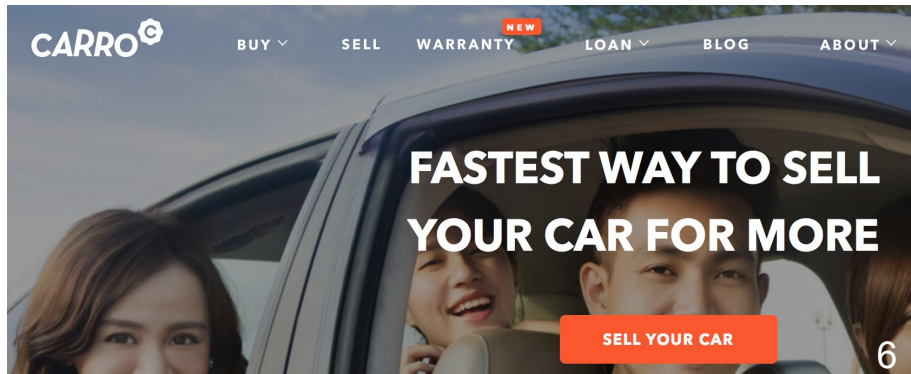 CARRO C
BUY SELL WARRANTY NEW LOAN BLOG ABOUT
FASTEST WAY TO SELL
YOUR CAR FOR MORE
SELL YOUR CAR
6